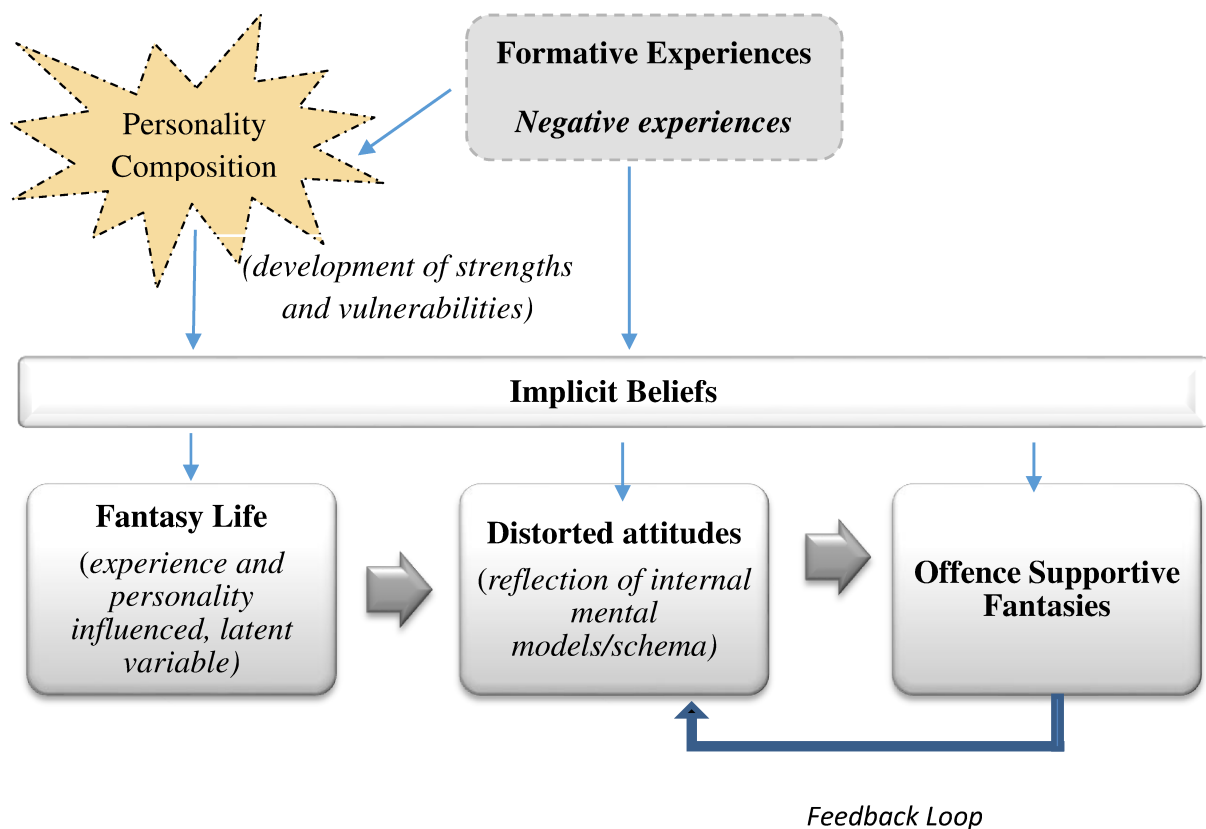 Formative Experiences
Negative experiences
Personality
Composition
(development of strengths
and vulnerabilities)
Implicit Beliefs
Fantasy Life
(experience and
personality
influenced, latent
variable)
Distorted attitudes
(reflection of internal
mental
models/schema)
Offence Supportive
Fantasies
Feedback Loop